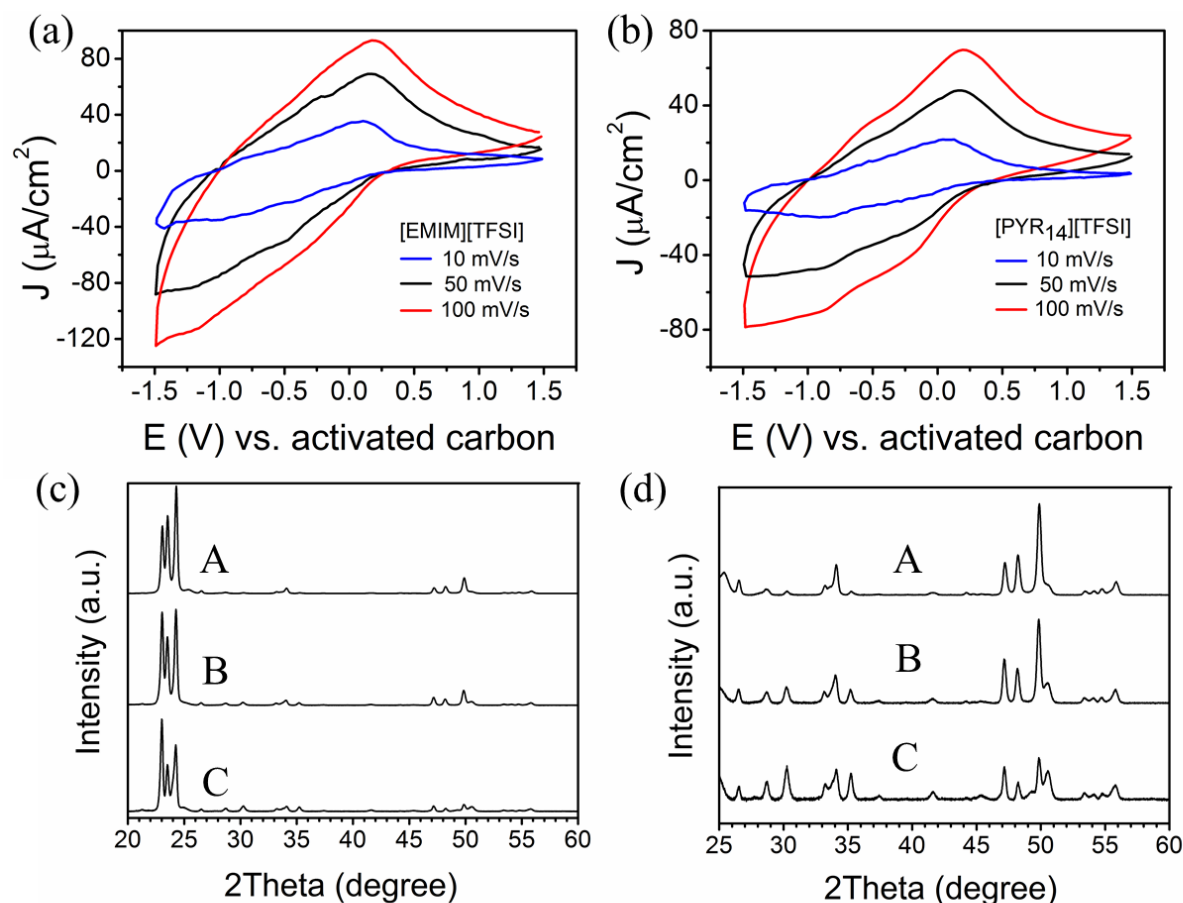 (a)
80
40
0
-40
-80
-120
J (μA/cm²)
[EMIM][TFSI]
10 mV/s
50 mV/s
100 mV/s
-1.5 -1.0 -0.5 0.0 0.5 1.0 1.5
E (V) vs. activated carbon
(b)
80
40
0
-40
-80
J (μA/cm²)
[PYR₁₄][TFSI]
10 mV/s
50 mV/s
100 mV/s
-1.5 -1.0 -0.5 0.0 0.5 1.0 1.5
E (V) vs. activated carbon
(c)
Intensity (a.u.)
A
B
C
20 25 30 35 40 45 50 55 60
2Theta (degree)
(d)
Intensity (a.u.)
A
B
C
25 30 35 40 45 50 55 60
2Theta (degree)